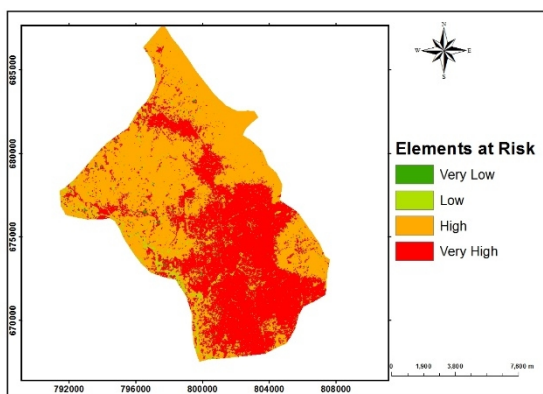 N
W E
S
Elements at Risk
Very Low
Low
High
Very High
685000
680000
675000
670000
792000 796000 800000 804000 808000
0 1,900 3,800 7,600 m